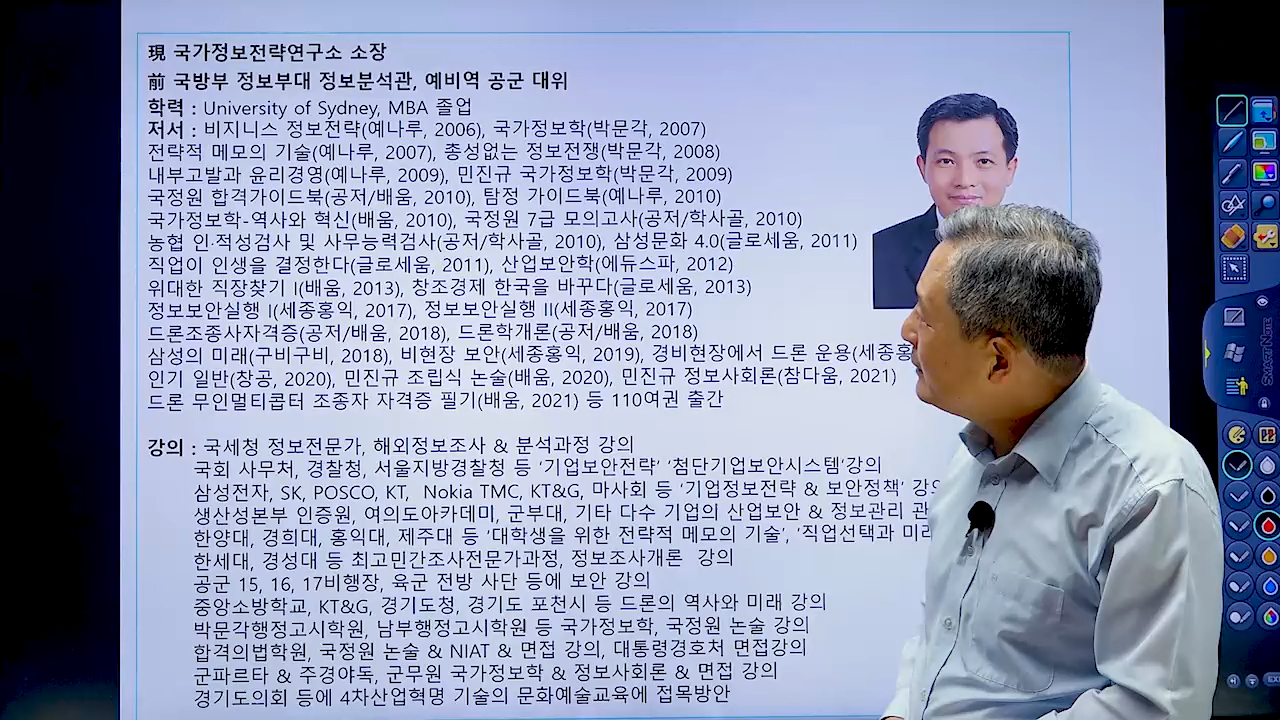 現 국가정보전략연구소 소장
前 국방부 정보부대 정보분석관, 예비역 공군 대위
학력 : University of Sydney, MBA 졸업
저서 : 비지니스 정보전략(예나루, 2006), 국가정보학(박문각, 2007)
전략적 메모의 기술(예나루, 2007), 총성없는 정보전쟁(박문각, 2008)
내부고발과 윤리경영(예나루, 2009), 민진규 국가정보학(박문각, 2009)
국정원 합격가이드북(공저/배움, 2010), 탐정 가이드북(예나루, 2010)
국가정보학-역사와 혁신(배움, 2010), 국정원 7급 모의고사(공저/학사골, 2010)
농협 인·적성검사 및 사무능력검사(공저/학사골, 2010), 삼성문화 4.0(글로세움, 2011)
직업이 인생을 결정한다(글로세움, 2011), 산업보안학(에듀스파, 2012)
위대한 직장찾기 I(배움, 2013), 창조경제 한국을 바꾸다(글로세움, 2013)
정보보안실행 I(세종홍익, 2017), 정보보안실행 II(세종홍익, 2017)
드론조종사자격증(공저/배움, 2018), 드론학개론(공저/배움, 2018)
삼성의 미래(구비구비, 2018), 비현장 보안(세종홍익, 2019), 경비현장에서 드론 운용(세종홍
인기 일반(창공, 2020), 민진규 조립식 논술(배움, 2020), 민진규 정보사회론(참다움, 2021)
드론 무인멀티콥터 조종자 자격증 필기(배움, 2021) 등 110여권 출간
강의 : 국세청 정보전문가, 해외정보조사 & 분석과정 강의
국회 사무처, 경찰청, 서울지방경찰청 등 ‘기업보안전략’ ‘첨단기업보안시스템’강의
삼성전자, SK, POSCO, KT, Nokia TMC, KT&G, 마사회 등 ‘기업정보전략 & 보안정책’ 강의
생산성본부 인증원, 여의도아카데미, 군부대, 기타 다수 기업의 산업보안 & 정보관리 관
한양대, 경희대, 홍익대, 제주대 등 ‘대학생을 위한 전략적 메모의 기술’, ‘직업선택과 미래
한세대, 경성대 등 최고민간조사전문가과정, 정보조사개론 강의
공군 15, 16, 17비행장, 육군 전방 사단 등에 보안 강의
중앙소방학교, KT&G, 경기도청, 경기도 포천시 등 드론의 역사와 미래 강의
박문각행정고시학원, 남부행정고시학원 등 국가정보학, 국정원 논술 강의
합격의법학원, 국정원 논술 & NIAT & 면접 강의, 대통령경호처 면접강의
군파르타 & 주경야독, 군무원 국가정보학 & 정보사회론 & 면접 강의
경기도의회 등에 4차산업혁명 기술의 문화예술교육에 접목방안
SMART NOTE